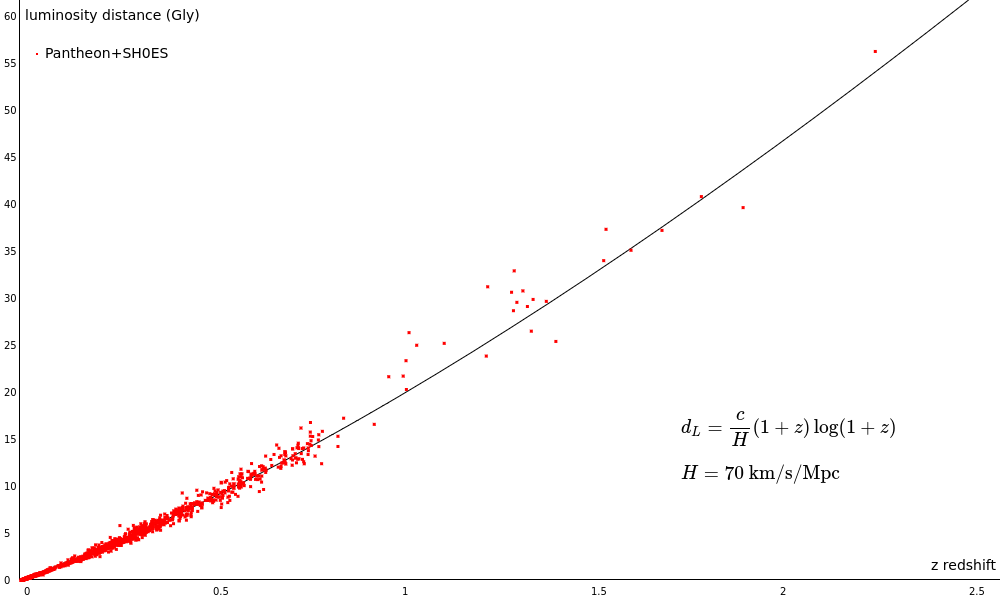 60
luminosity distance (Gly)
Pantheon+SH0ES
55
50
45
40
35
30
25
20
15
10
5
0
d_L = \frac{c}{H}(1 + z) log(1 + z)
H = 70 km/s/Mpc
z redshift
0 0.5 1 1.5 2 2.5